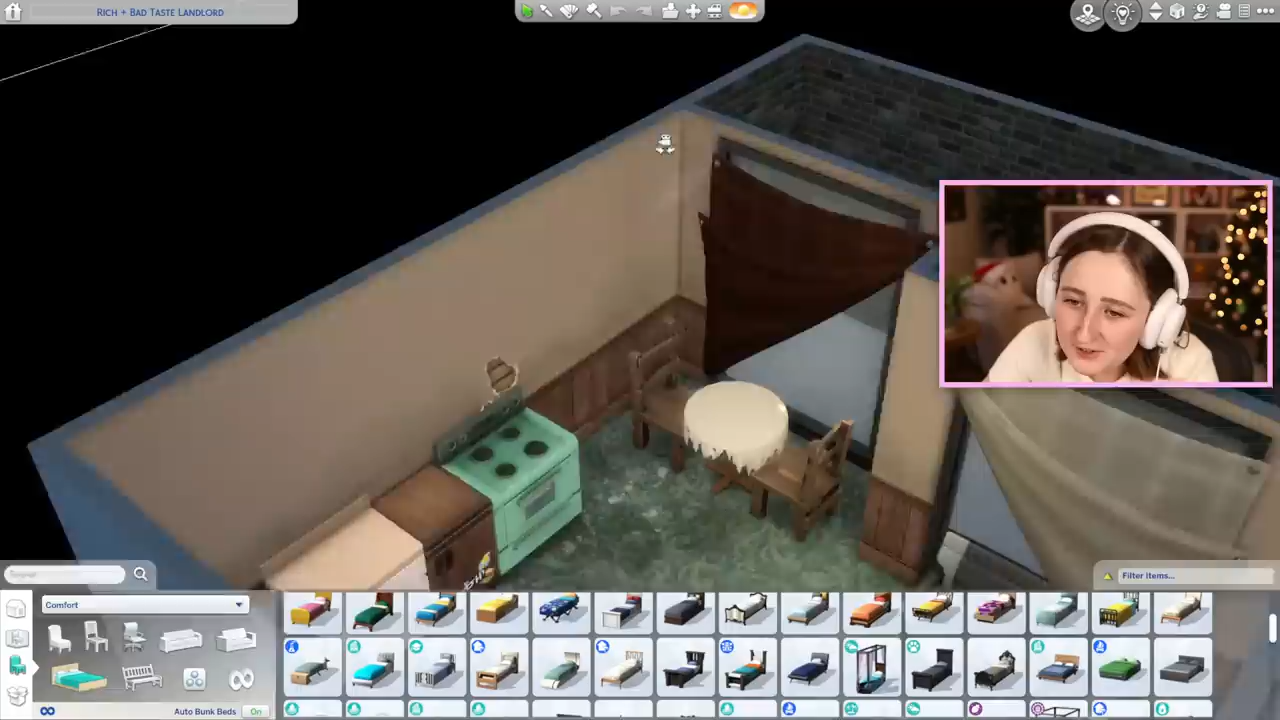 Rich + Bad Taste Landlord
Filter Items...
Comfort
Auto Bunk Beds
On